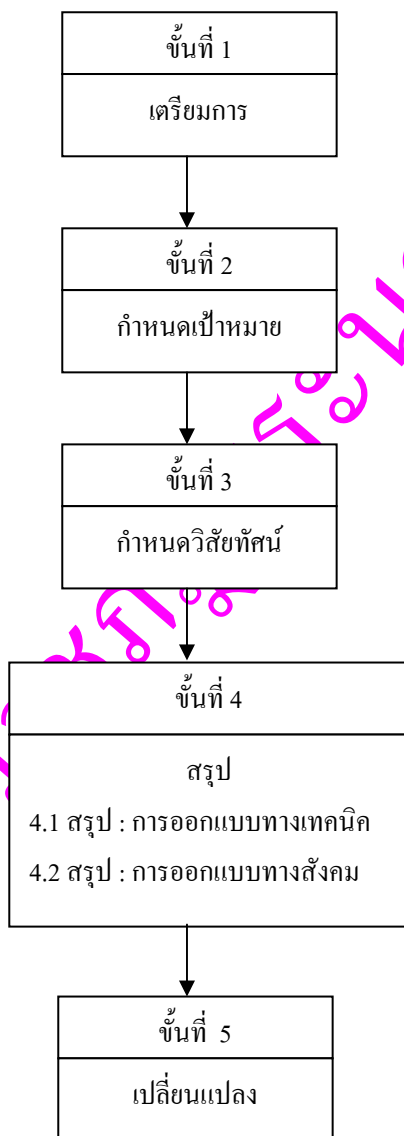 ขั้นที่ 1
เตรียมการ
ขั้นที่ 2
กำหนดเป้าหมาย
ขั้นที่ 3
กำหนดวิสัยทัศน์
ขั้นที่ 4
สรุป
4.1 สรุป : การออกแบบทางเทคนิค
4.2 สรุป : การออกแบบทางสังคม
ขั้นที่ 5
เปลี่ยนแปลง